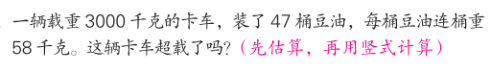 一辆载重 3000 千克的卡车，装了 47 桶豆油，每桶豆油连桶重
58 千克。这辆卡车超载了吗?(先估算，再用竖式计算)